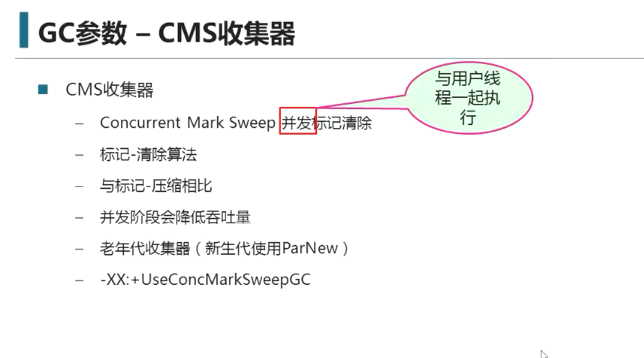 GC参数 – CMS收集器
与用户线
程一起执
行
■ CMS收集器
– Concurrent Mark Sweep 并发标记清除
– 标记-清除算法
– 与标记-压缩相比
– 并发阶段会降低吞吐量
– 老年代收集器（新生代使用ParNew）
– -XX:+UseConcMarkSweepGC